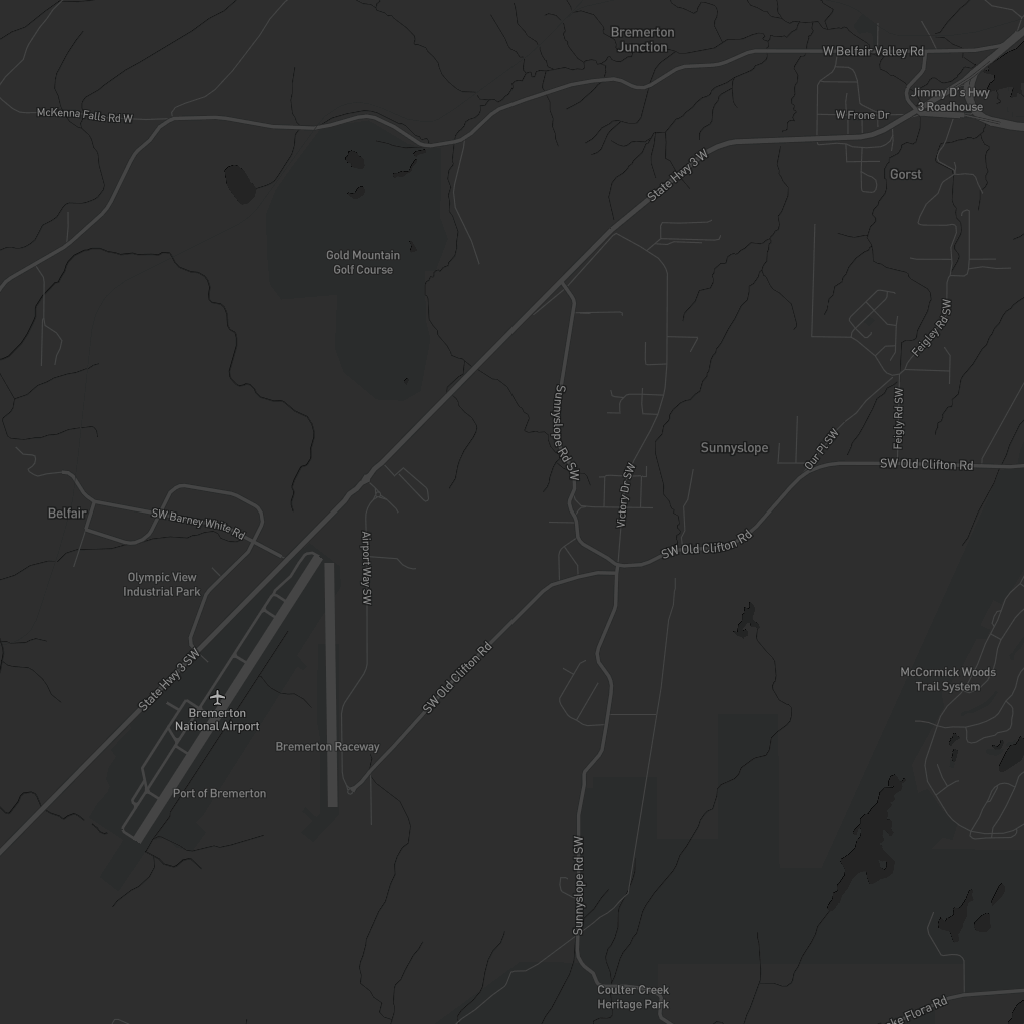 Bremerton
Junction
W Belfair Valley Rd
Jimmy D's Hwy
3 Roadhouse
McKenna Falls Rd W
W Frone Dr
State Hwy 3 W
Gorst
Gold Mountain
Golf Course
Feigley Rd SW
Sunnyslope Rd SW
Feigly Rd SW
Our Pl SW
Sunnyslope
SW Old Clifton Rd
Victory Dr SW
Belfair
SW Barney White Rd
Airport Way SW
SW Old Clifton Rd
Olympic View
Industrial Park
State Hwy 3 SW
SW Old Clifton Rd
McCormick Woods
Trail System
Bremerton
National Airport
Bremerton Raceway
Port of Bremerton
Sunnyslope Rd SW
Coulter Creek
Heritage Park
ke Flora Rd